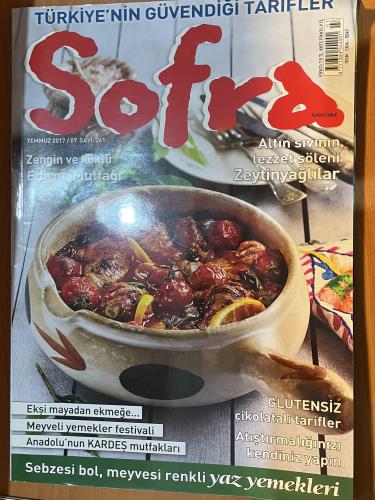 TÜRKİYE'NİN GÜVENDİĞİ TARİFLER
Sofra
TURKUVAZ
TEMMUZ 2017 / 07 SAYI: 241
Zengin ve köklü
Edirne Mutfağı
Altın sıvının
lezzet şöleni
Zeytinyağlılar
Ekşi mayadan ekmeğe...
Meyveli yemekler festivali
Anadolu'nun KARDEŞ mutfakları
GLUTENSİZ
çikolatalı tarifler
Atıştırmalığınızı
kendiniz yapın
Sebzesi bol, meyvesi renkli yaz yemekleri